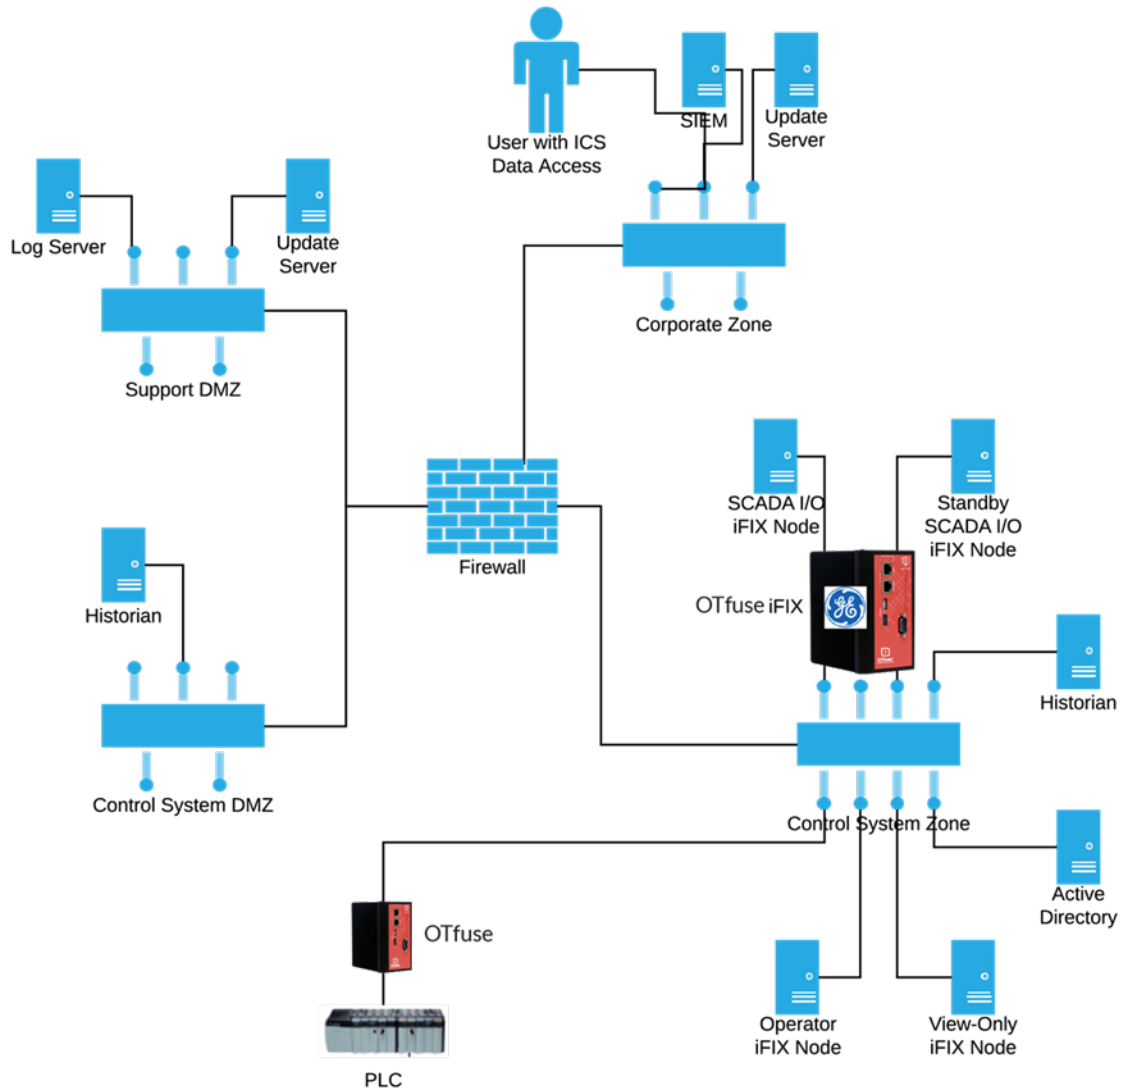 User with ICS
Data Access
SIEM
Update
Server
Log Server
Update
Server
Corporate Zone
Support DMZ
SCADA I/O
iFIX Node
Standby
SCADA I/O
iFIX Node
Firewall
OTfuse iFIX
GE
Historian
Historian
Control System DMZ
Control System Zone
Active
Directory
OTfuse
Operator
iFIX Node
View-Only
iFIX Node
PLC